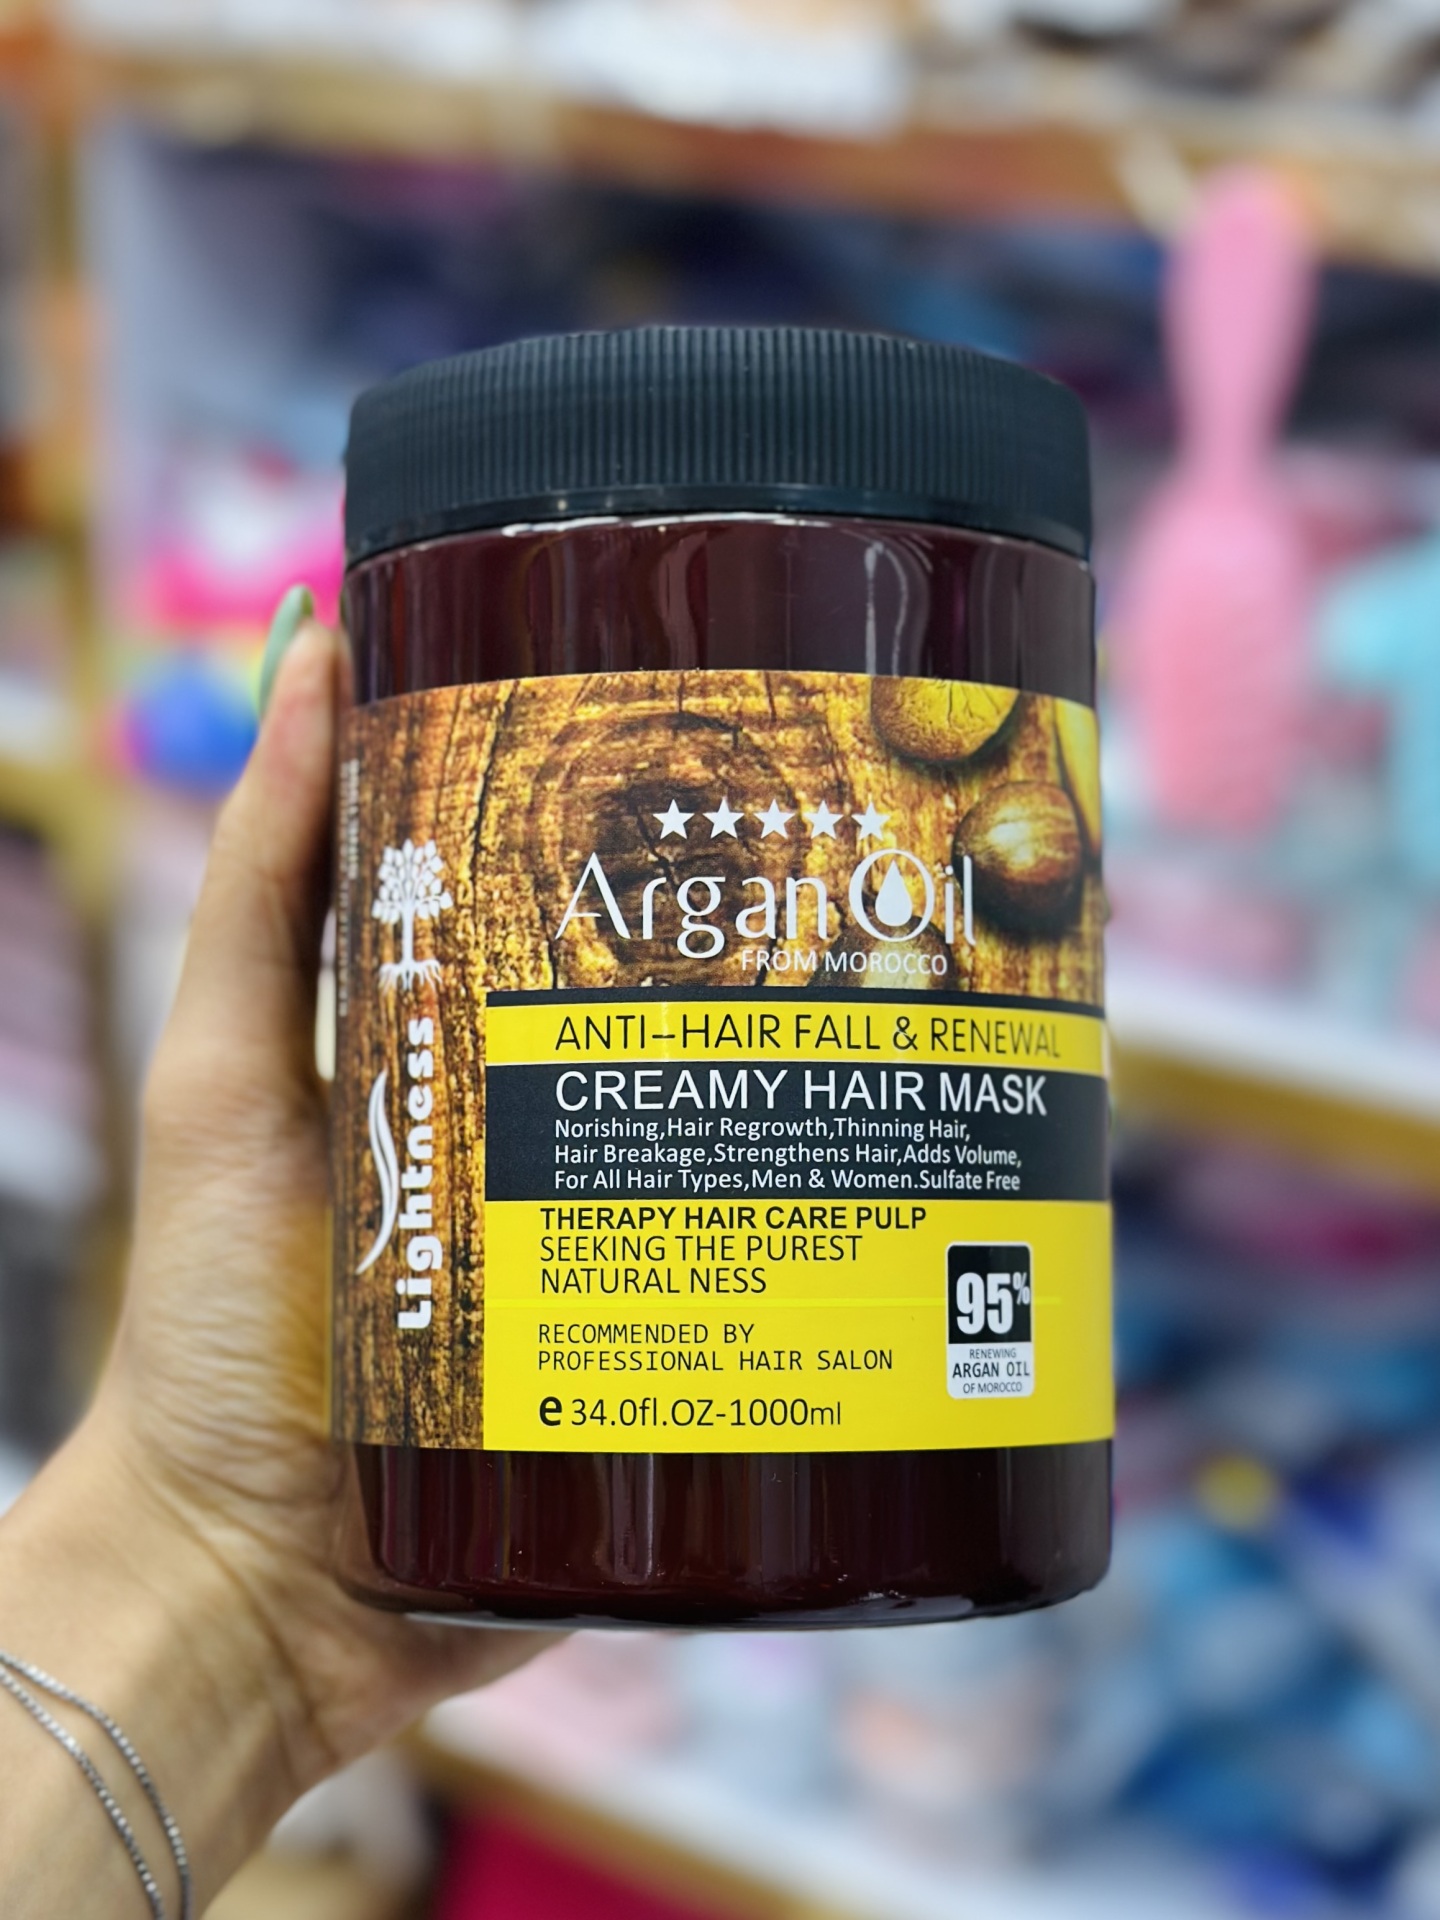 Argan Oil
FROM MOROCCO
ANTI-HAIR FALL & RENEWAL
CREAMY HAIR MASK
Norishing,Hair Regrowth,Thinning Hair,
Hair Breakage,Strengthens Hair,Adds Volume,
For All Hair Types,Men & Women.Sulfate Free
THERAPY HAIR CARE PULP
SEEKING THE PUREST
NATURAL NESS
RECOMMENDED BY
PROFESSIONAL HAIR SALON
e 34.0fl.OZ-1000ml
95%
RENEWING
ARGAN OIL
OF MOROCCO
Lightness